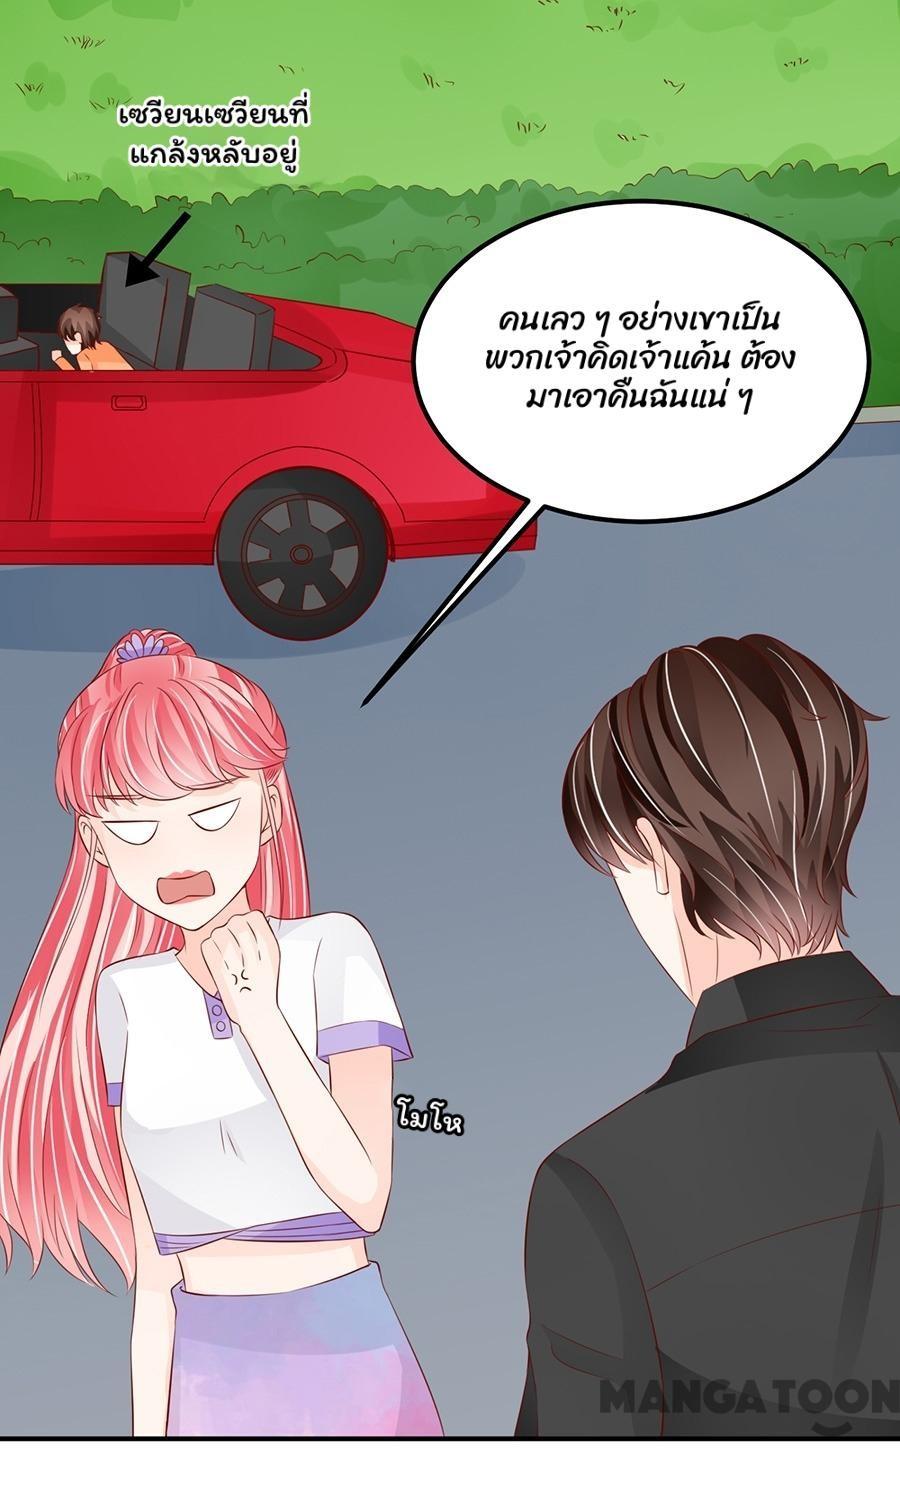 เซวียนเซวียนที่
แกล้งหลับอยู่
คนเลว ๆ อย่างเขาเป็น
พวกเจ้าคิดเจ้าแค้น ต้อง
มาเอาคืนฉันแน่ ๆ
โมโห
MANGATOON